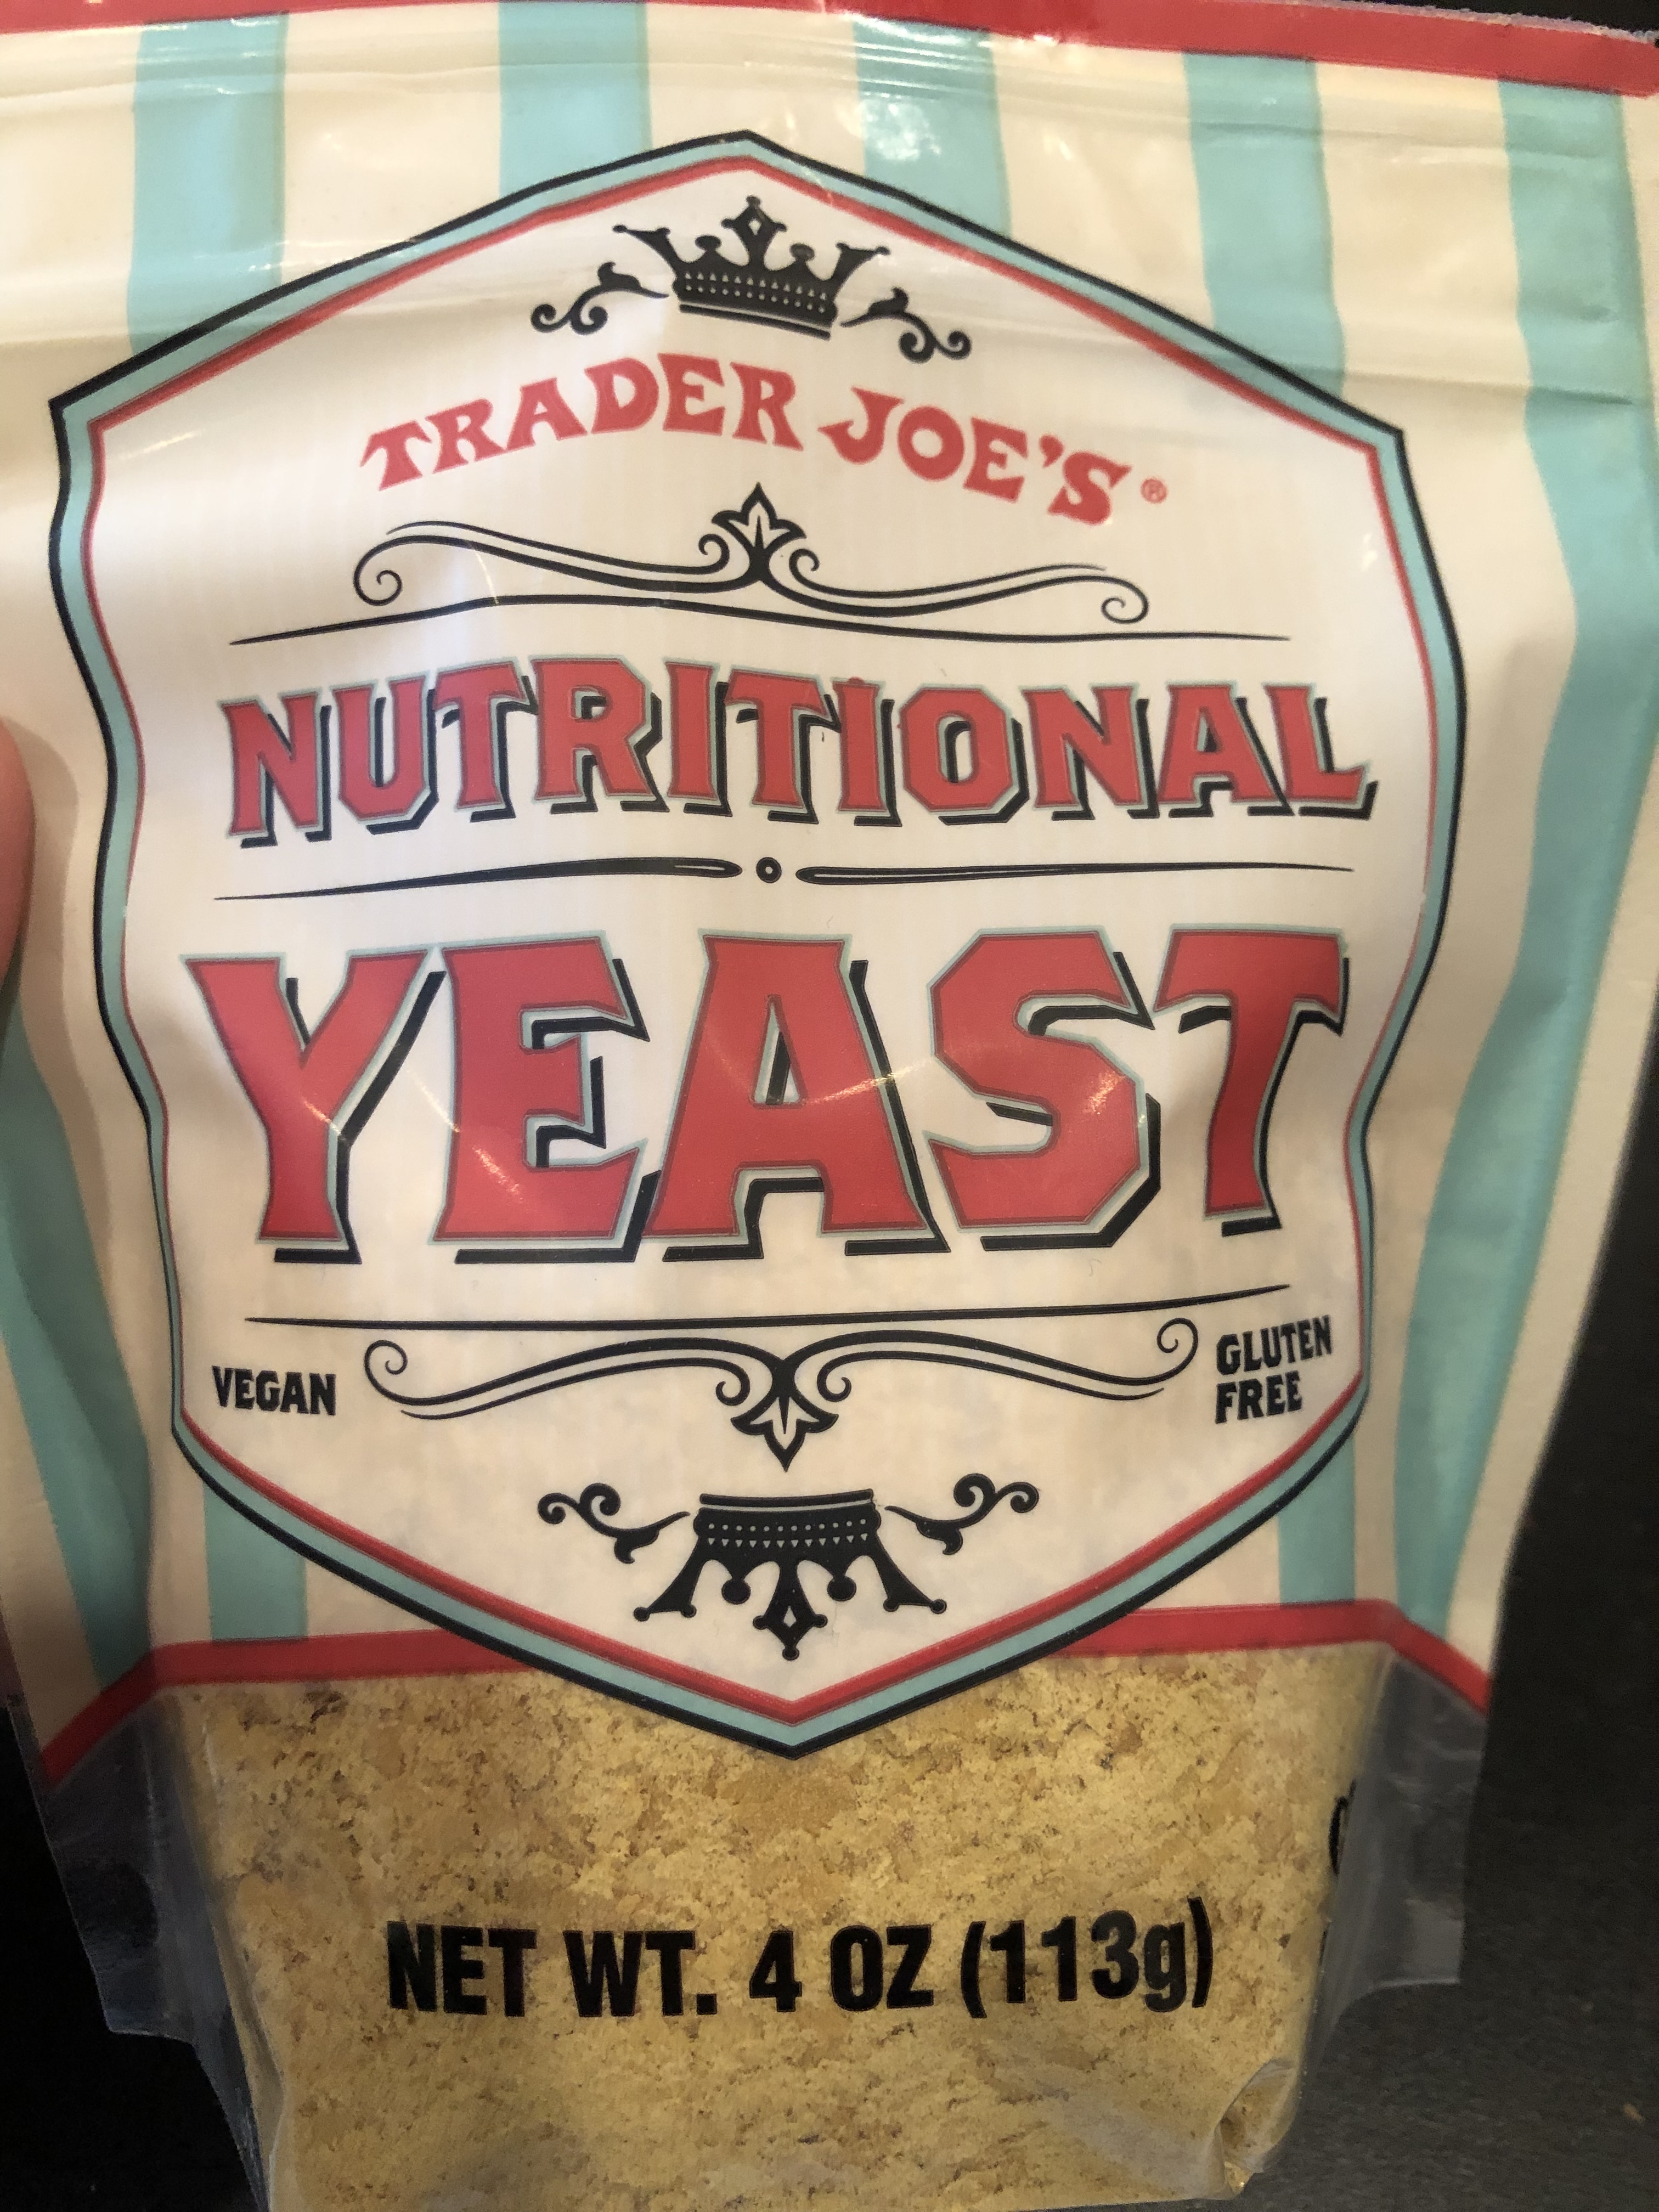 TRADER JOE'S®
NUTRITIONAL
YEAST
VEGAN
GLUTEN
FREE
NET WT. 4 OZ (113g)